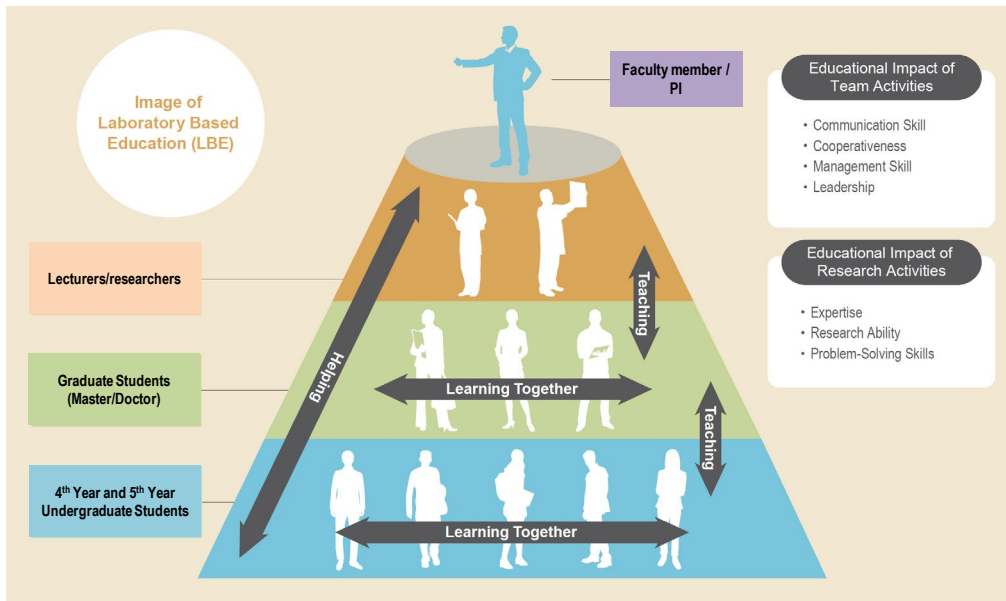 Image of
Laboratory Based
Education (LBE)
Faculty member /
PI
Educational Impact of
Team Activities
• Communication Skill
• Cooperativeness
• Management Skill
• Leadership
Lecturers/researchers
Teaching
Educational Impact of
Research Activities
• Expertise
• Research Ability
• Problem-Solving Skills
Helping
Graduate Students
(Master/Doctor)
Learning Together
Teaching
4th Year and 5th Year
Undergraduate Students
Learning Together